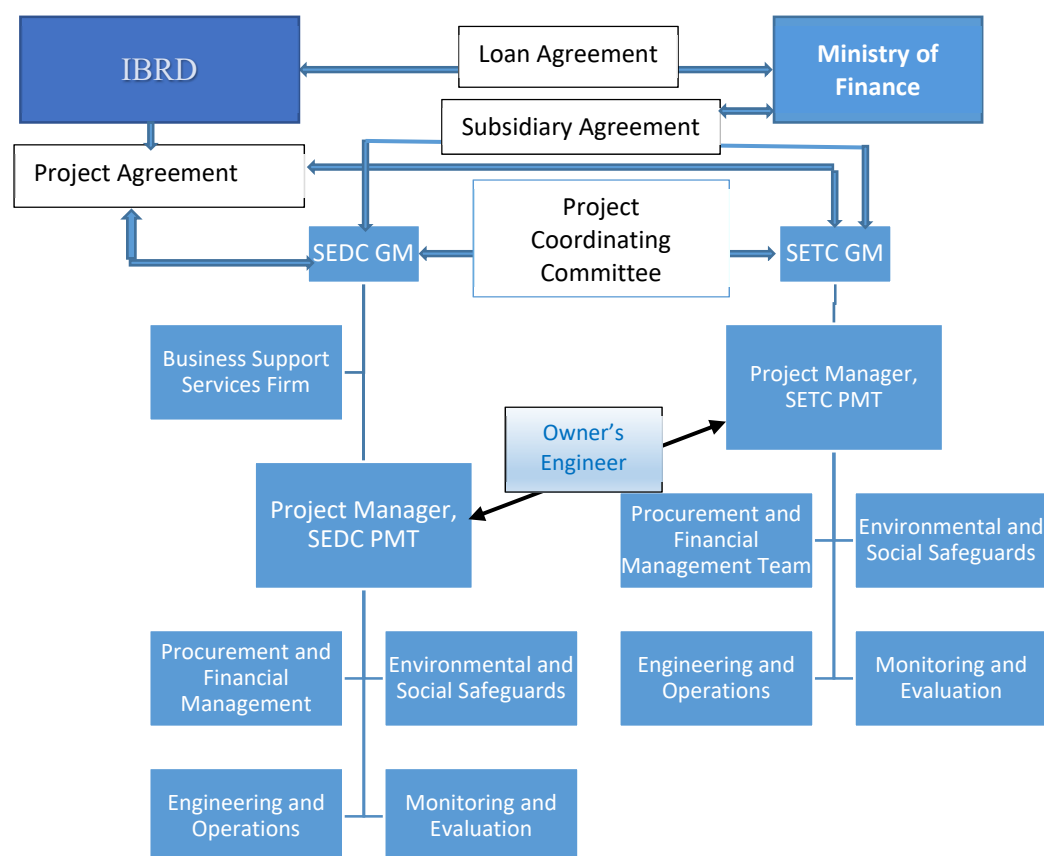 IBRD
Loan Agreement
Ministry of
Finance
Subsidiary Agreement
Project Agreement
Project
Coordinating
Committee
SEDC GM
SETC GM
Business Support
Services Firm
Project Manager,
SETC PMT
Owner’s
Engineer
Project Manager,
SEDC PMT
Procurement and
Financial
Management Team
Environmental and
Social Safeguards
Procurement and
Financial
Management
Environmental and
Social Safeguards
Engineering and
Operations
Monitoring and
Evaluation
Engineering and
Operations
Monitoring and
Evaluation